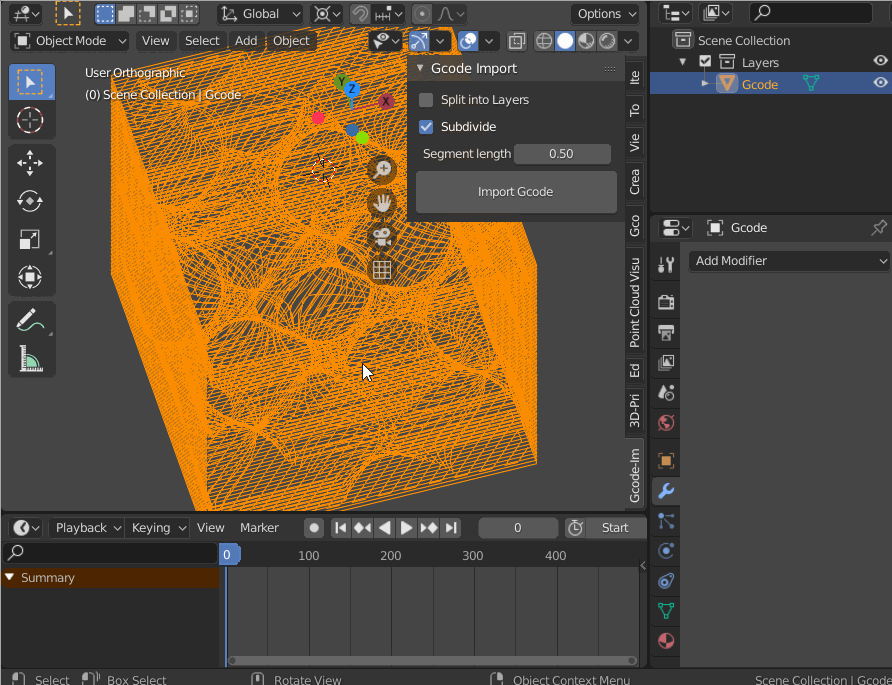 Global
Options
Object Mode
View
Select
Add
Object
User Orthographic
(0) Scene Collection | Gcode
Y
Z
X
Gcode Import
Split into Layers
Subdivide
Segment length
0.50
Import Gcode
Ite
To
Vie
Crea
Gco
Point Cloud Visu
Ed
3D-Pri
Gcode-Im
Scene Collection
Layers
Gcode
Gcode
Add Modifier
Playback
Keying
View
Marker
0
Start
0
100
200
300
400
Summary
Select
Box Select
Rotate View
Object Context Menu
Scene Collection | Gcode